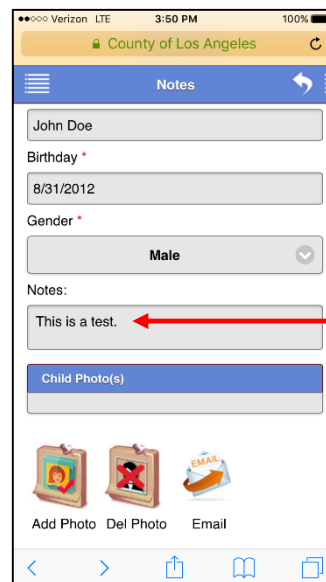 ●●○○○ Verizon LTE 3:50 PM 100%
County of Los Angeles
Notes
John Doe
Birthday *
8/31/2012
Gender *
Male
Notes:
This is a test.
Child Photo(s)
EMAIL
Add Photo Del Photo Email